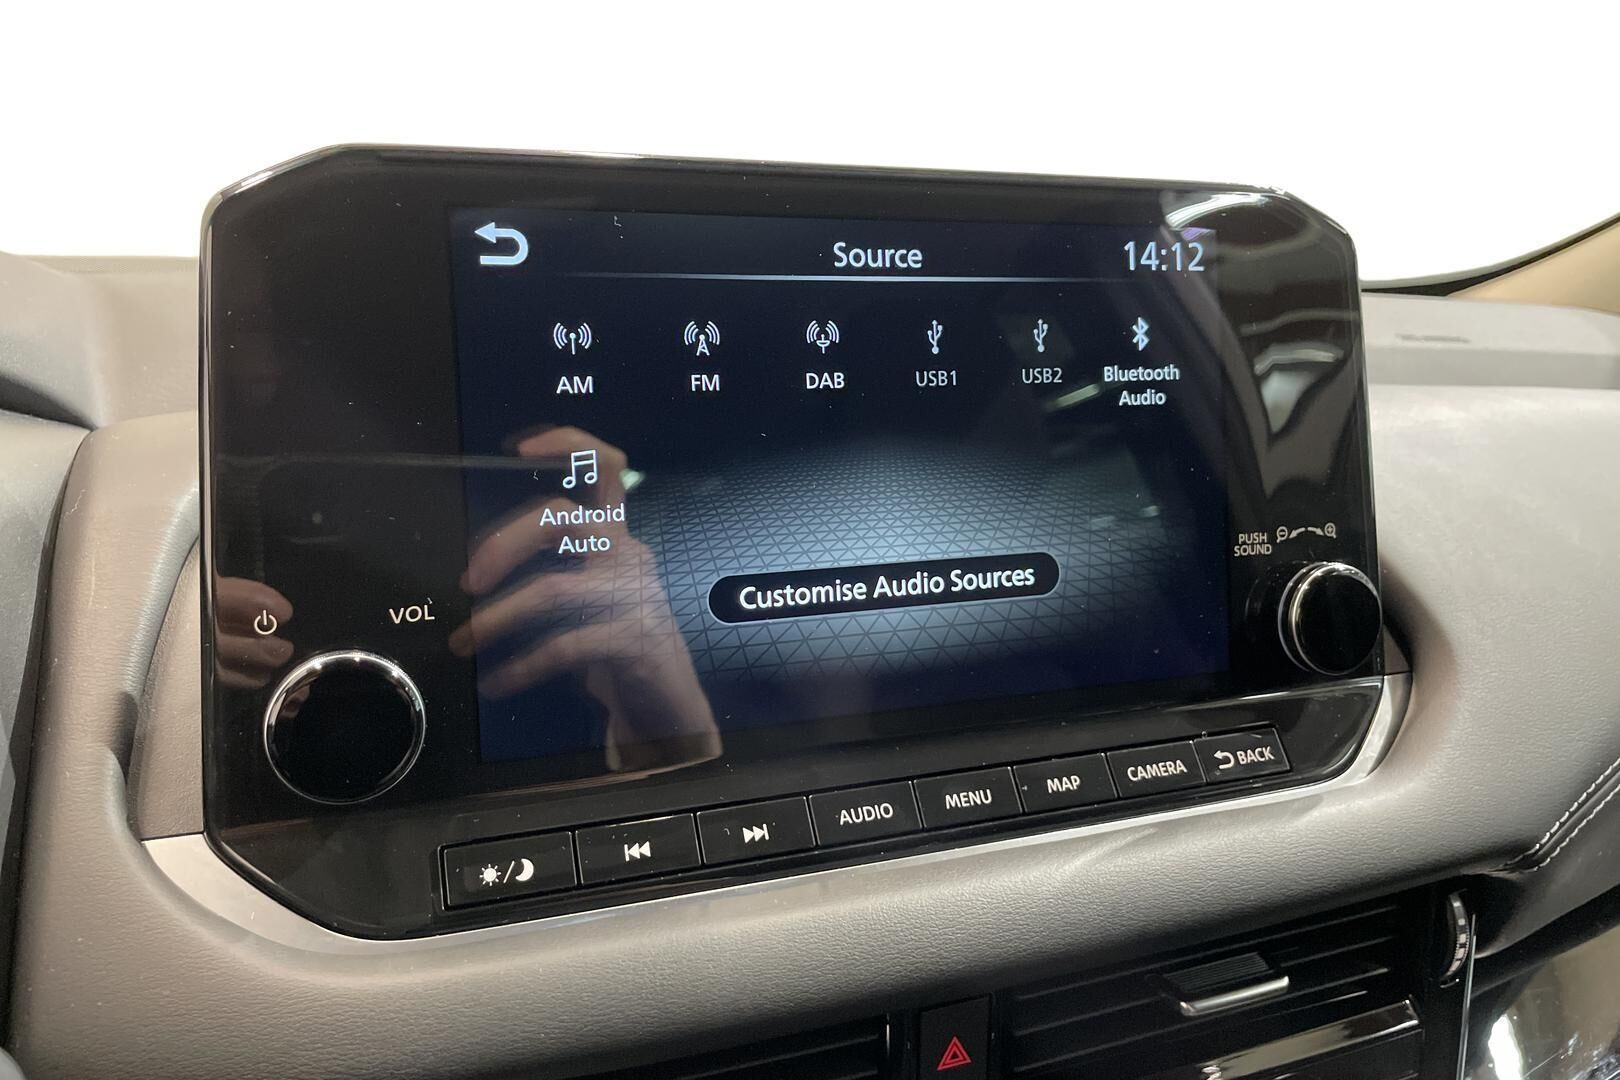 Source
14:12
AM
FM
DAB
USB1
USB2
Bluetooth
Audio
Android
Auto
Customise Audio Sources
VOL
PUSH
SOUND
AUDIO
MENU
MAP
CAMERA
BACK